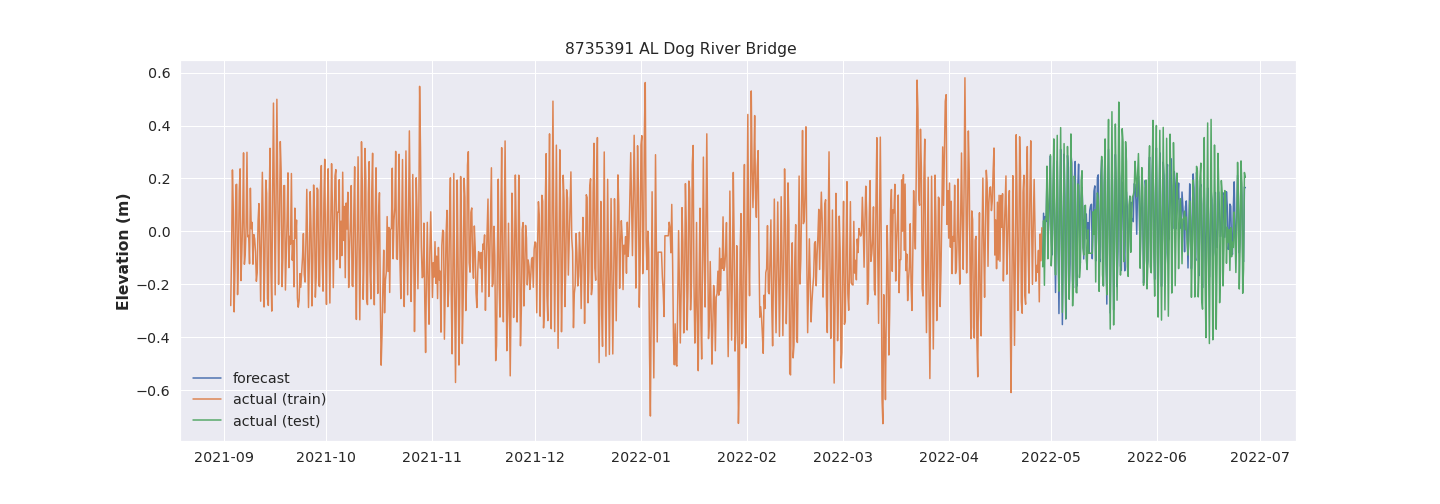 8735391 AL Dog River Bridge
Elevation (m)
0.6
0.4
0.2
0.0
−0.2
−0.4
−0.6
forecast
actual (train)
actual (test)
2021-09 2021-10 2021-11 2021-12 2022-01 2022-02 2022-03 2022-04 2022-05 2022-06 2022-07